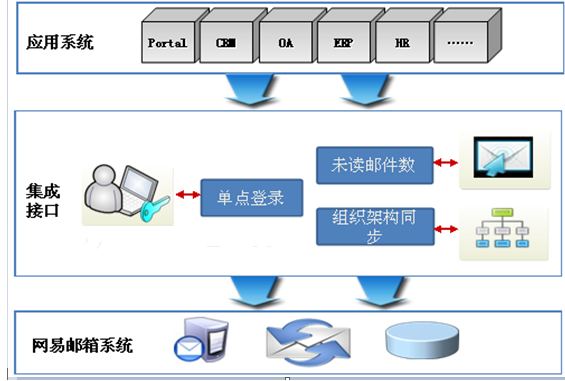 应用系统
Portal CRM OA ERP HR ……
集成
接口
单点登录
未读邮件数
组织架构同
步
网易邮箱系统